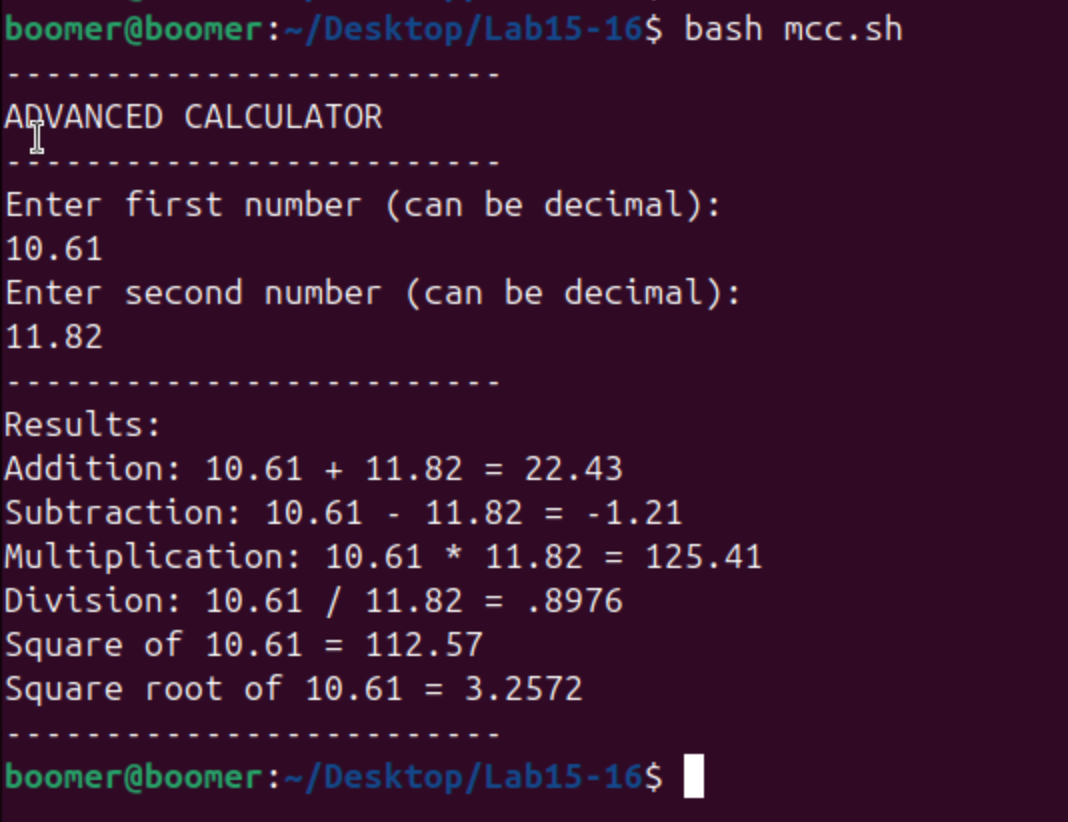 boomer@boomer:~/Desktop/Lab15-16$ bash mcc.sh
-------------------------
ADVANCED CALCULATOR
-------------------------
Enter first number (can be decimal):
10.61
Enter second number (can be decimal):
11.82
-------------------------
Results:
Addition: 10.61 + 11.82 = 22.43
Subtraction: 10.61 - 11.82 = -1.21
Multiplication: 10.61 * 11.82 = 125.41
Division: 10.61 / 11.82 = .8976
Square of 10.61 = 112.57
Square root of 10.61 = 3.2572
-------------------------
boomer@boomer:~/Desktop/Lab15-16$